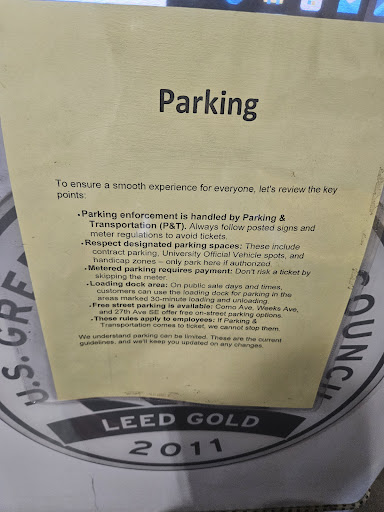 Parking
To ensure a smooth experience for everyone, let's review the key
points:
•Parking enforcement is handled by Parking &
Transportation (P&T). Always follow posted signs and
meter regulations to avoid tickets.
•Respect designated parking spaces: These include
contract parking, University Official Vehicle spots, and
handicap zones – only park here if authorized.
•Metered parking requires payment: Don't risk a ticket by
skipping the meter.
•Loading dock area: On public sale days and times,
customers can use the loading dock for parking in the
areas marked 30-minute loading and unloading.
•Free street parking is available: Como Ave, Weeks Ave,
and 27th Ave SE offer free on-street parking options.
•These rules apply to employees: If Parking &
Transportation comes to ticket, we cannot stop them.
We understand parking can be limited. These are the current
guidelines, and we'll keep you updated on any changes.
U.S. GREE
COUNCIL
LEED GOLD
2011